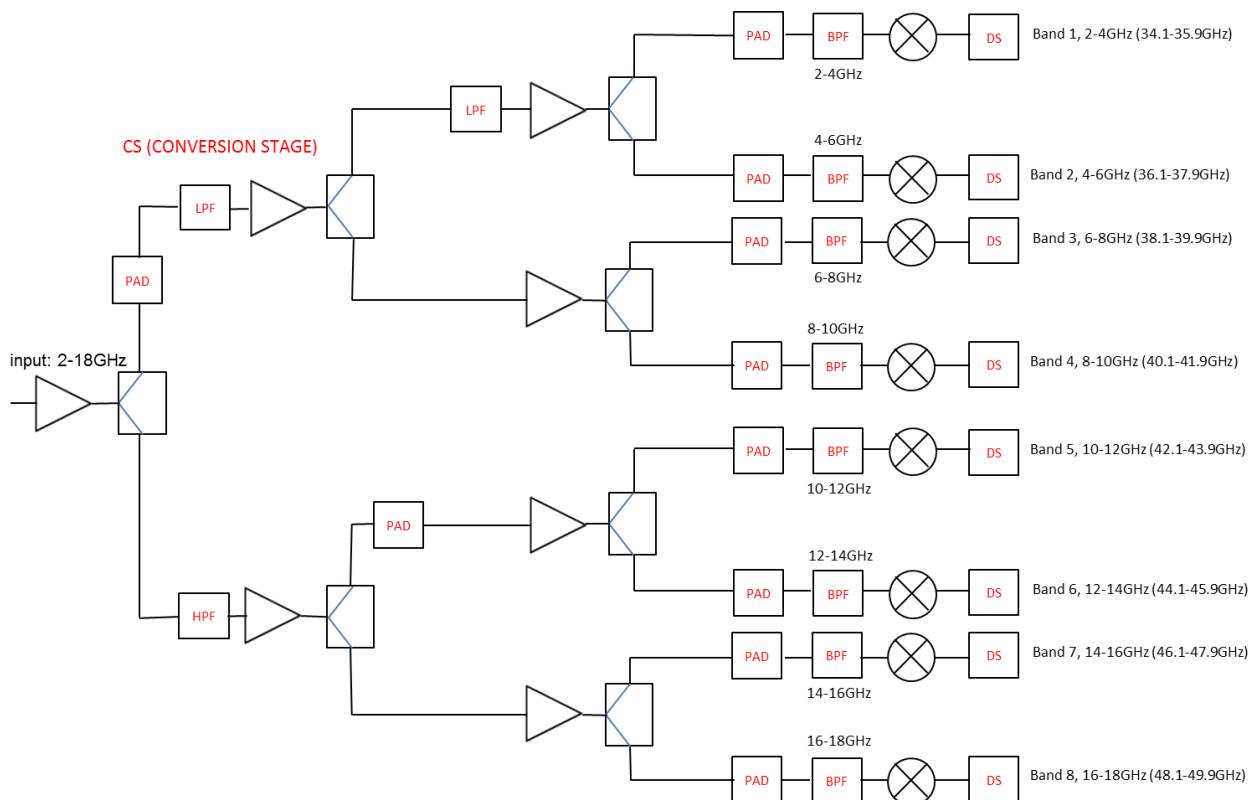 PAD
BPF
DS
Band 1, 2-4GHz (34.1-35.9GHz)
2-4GHz
LPF
CS (CONVERSION STAGE)
4-6GHz
PAD
BPF
DS
Band 2, 4-6GHz (36.1-37.9GHz)
LPF
PAD
BPF
DS
Band 3, 6-8GHz (38.1-39.9GHz)
6-8GHz
PAD
8-10GHz
input: 2-18GHz
PAD
BPF
DS
Band 4, 8-10GHz (40.1-41.9GHz)
PAD
BPF
DS
Band 5, 10-12GHz (42.1-43.9GHz)
10-12GHz
PAD
12-14GHz
PAD
BPF
DS
Band 6, 12-14GHz (44.1-45.9GHz)
HPF
PAD
BPF
DS
Band 7, 14-16GHz (46.1-47.9GHz)
14-16GHz
16-18GHz
PAD
BPF
DS
Band 8, 16-18GHz (48.1-49.9GHz)